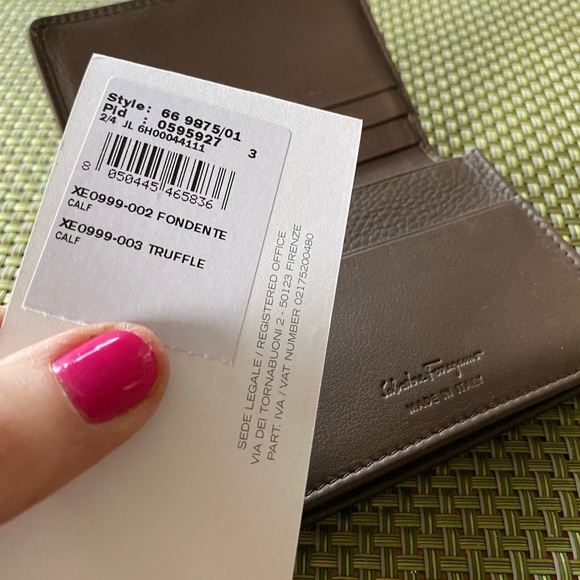 Style: 66 9875/01
Pid : 0595927 3
2/4 JL 6H00044111
8 050445 465836
XE0999-002 FONDENTE
CALF
XE0999-003 TRUFFLE
CALF
SEDE LEGALE / REGISTERED OFFICE
VIA DEI TORNABUONI 2 - 50123 FIRENZE
PART. IVA / VAT NUMBER 02175200480
Salvatore Ferragamo
MADE IN ITALY